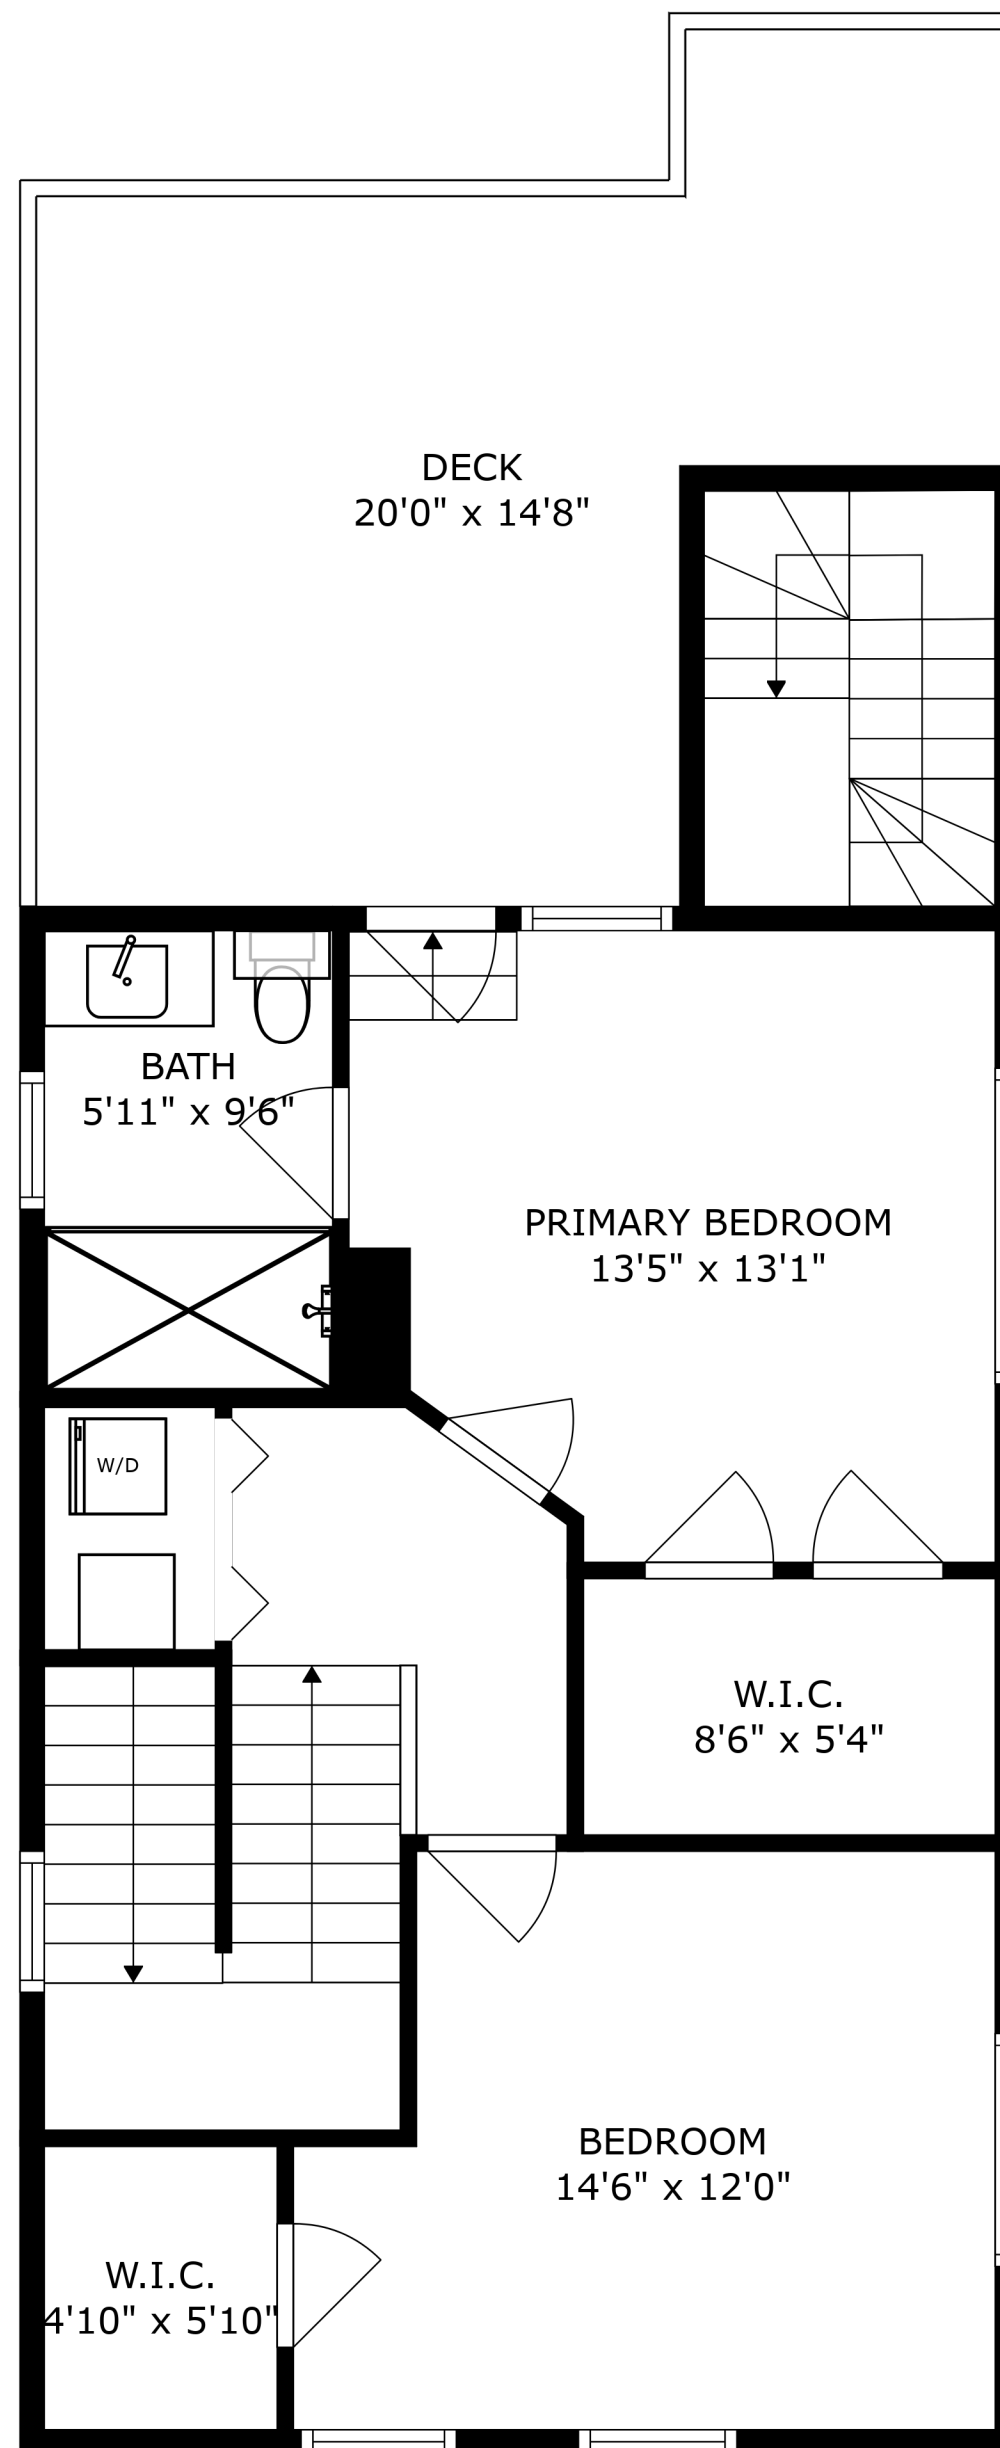 DECK
20'0" x 14'8"
BATH
5'11" x 9'6"
PRIMARY BEDROOM
13'5" x 13'1"
W/D
W.I.C.
8'6" x 5'4"
BEDROOM
14'6" x 12'0"
W.I.C.
4'10" x 5'10"